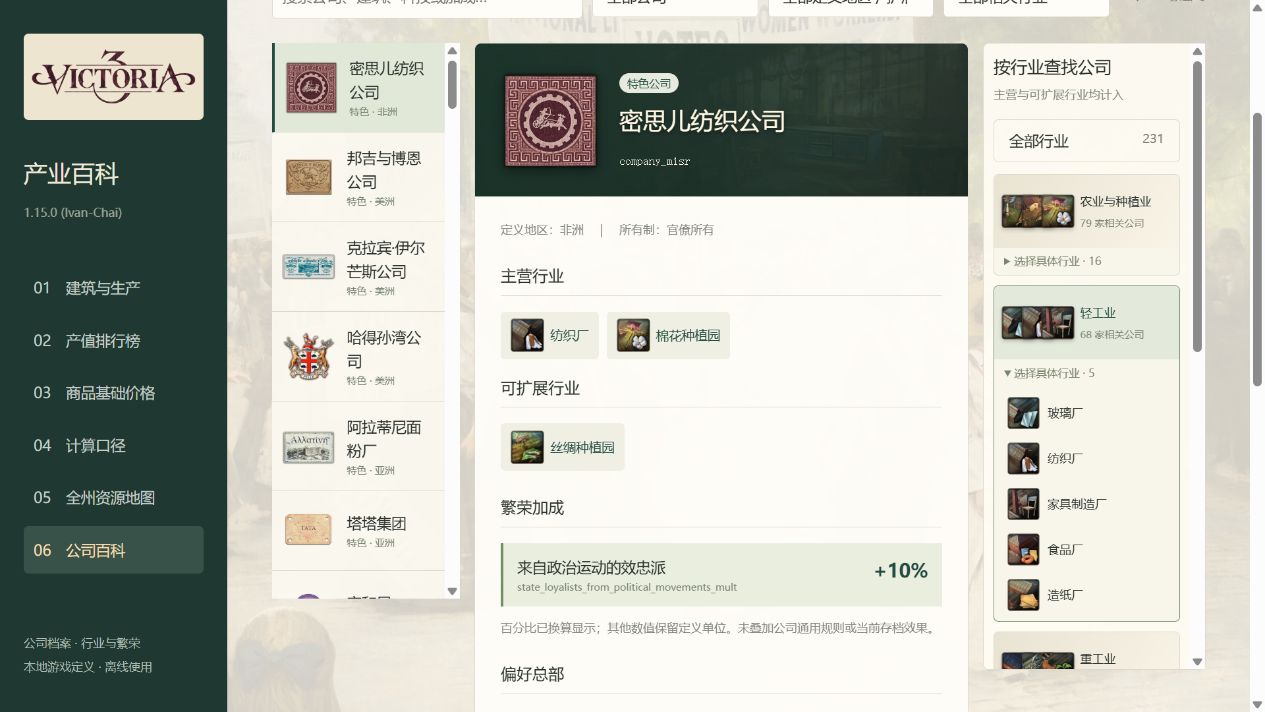 VICTORIA
3
产业百科
1.15.0 (Ivan-Chai)
01 建筑与生产
02 产值排行榜
03 商品基础价格
04 计算口径
05 全州资源地图
06 公司百科
公司档案 · 行业与繁荣
本地游戏定义 · 离线使用
密思儿纺织
公司
特色 · 非洲
邦吉与博恩
公司
特色 · 美洲
克拉宾·伊尔
芒斯公司
特色 · 美洲
哈得孙湾公
司
特色 · 美洲
阿拉蒂尼面
粉厂
特色 · 亚洲
TATA
塔塔集团
特色 · 亚洲
特色公司
密思儿纺织公司
company_misr
定义地区：非洲 | 所有制：官僚所有
主营行业
纺织厂
棉花种植园
可扩展行业
丝绸种植园
繁荣加成
来自政治运动的效忠派
state_loyalists_from_political_movements_mult
+10%
百分比已换算显示；其他数值保留定义单位。未叠加公司通用规则或当前存档效果。
偏好总部
按行业查找公司
主营与可扩展行业均计入
全部行业 231
农业与种植业
79 家相关公司
▶ 选择具体行业 · 16
轻工业
68 家相关公司
▼ 选择具体行业 · 5
玻璃厂
纺织厂
家具制造厂
食品厂
造纸厂
重工业